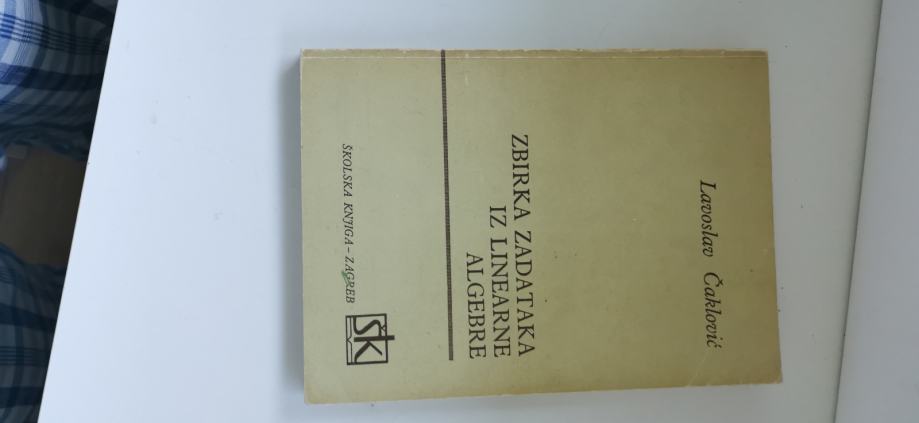 Lavoslav Čaklović
ZBIRKA ZADATAKA
IZ LINEARNE
ALGEBRE
ŠKOLSKA KNJIGA – ZAGREB
ŠK